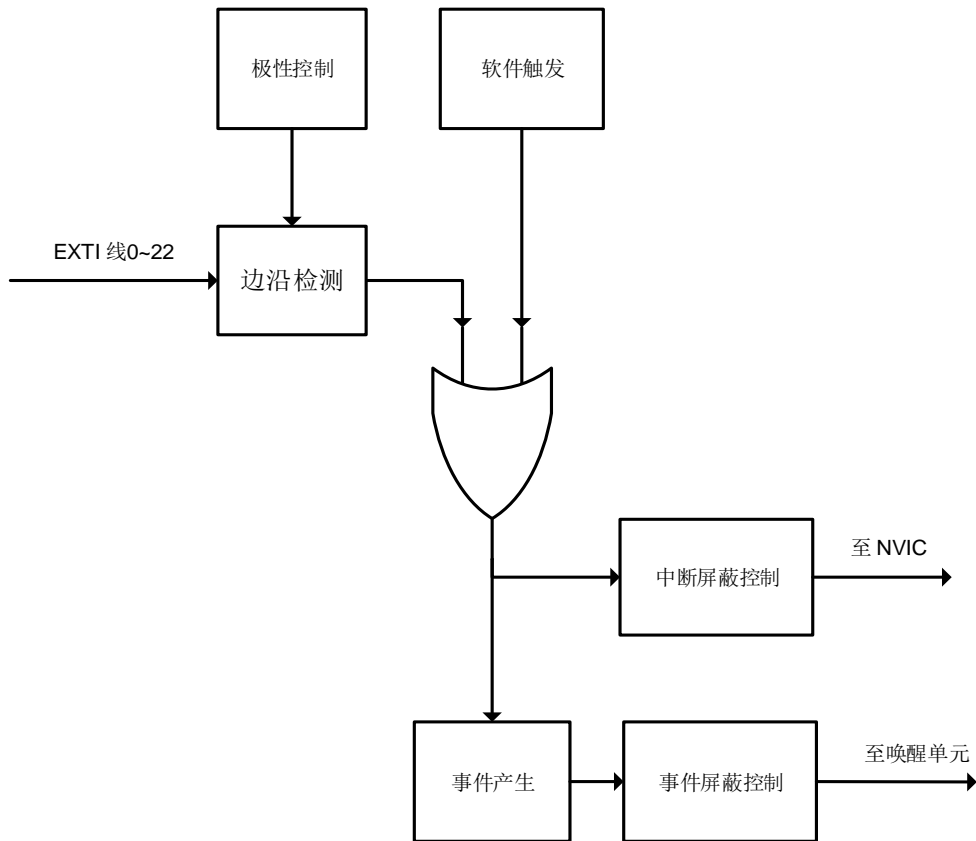 极性控制
软件触发
EXTI 线0~22
边沿检测
至 NVIC
中断屏蔽控制
至唤醒单元
事件产生
事件屏蔽控制